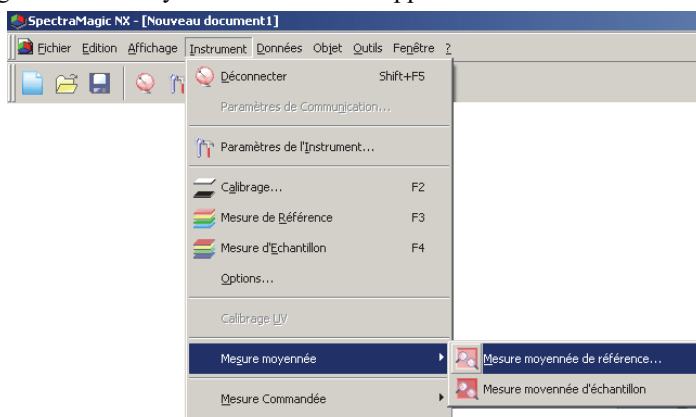 SpectraMagic NX - [Nouveau document1]
Fichier Edition Affichage Instrument Données Objet Outils Fenêtre ?
Déconnecter Shift+F5
Paramètres de Communication...
Paramètres de l'Instrument...
Calibrage... F2
Mesure de Référence F3
Mesure d'Echantillon F4
Options...
Calibrage UV
Mesure moyennée
Mesure moyennée de référence...
Mesure moyennée d'échantillon
Mesure Commandée